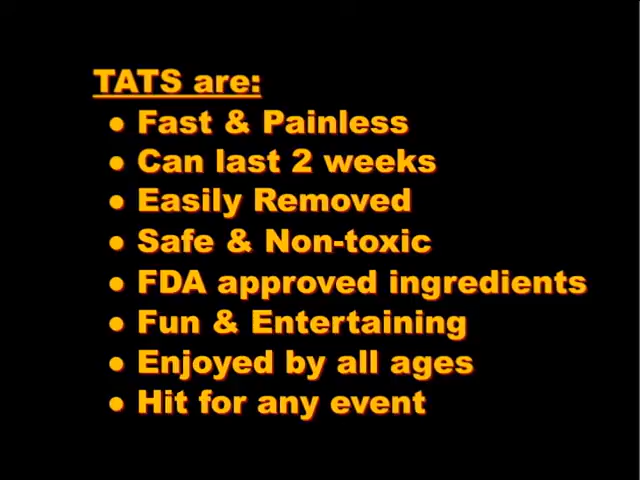 TATS are:
● Fast & Painless
● Can last 2 weeks
● Easily Removed
● Safe & Non-toxic
● FDA approved ingredients
● Fun & Entertaining
● Enjoyed by all ages
● Hit for any event